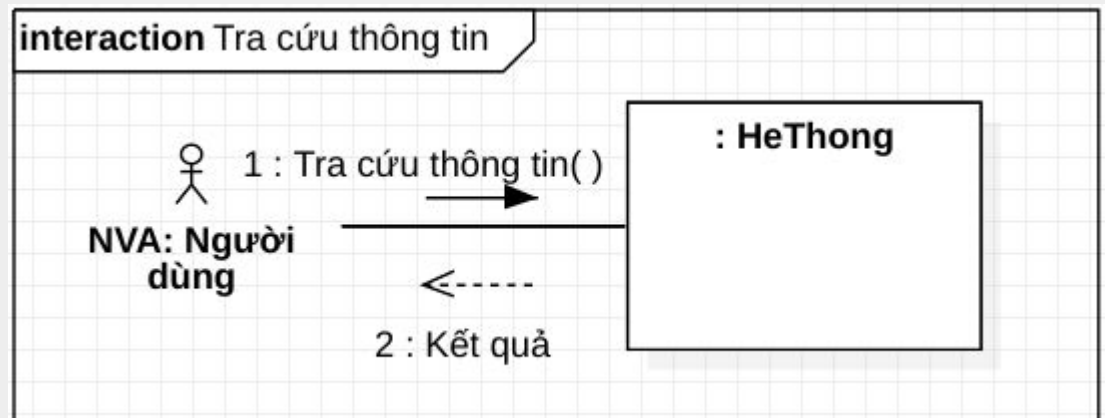 interaction Tra cứu thông tin
: HeThong
1 : Tra cứu thông tin( )
NVA: Người
dùng
2 : Kết quả